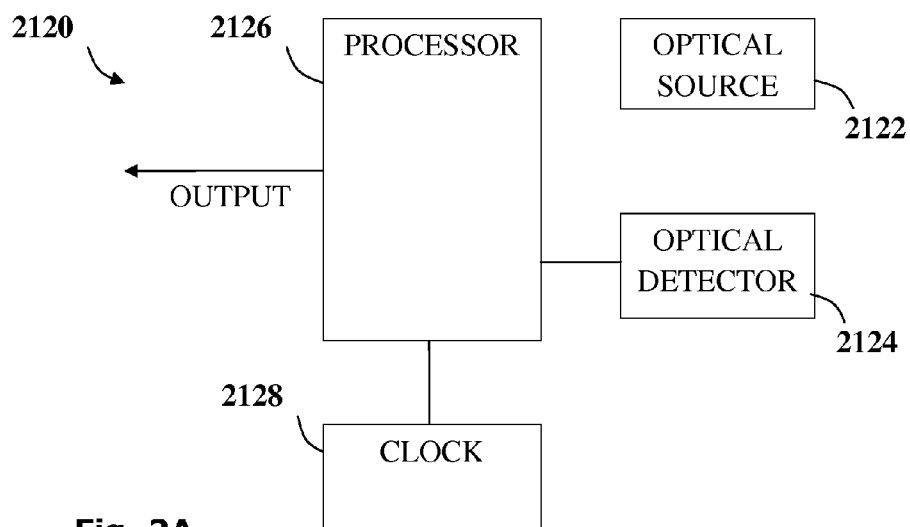 2120
2126
PROCESSOR
OPTICAL
SOURCE
2122
OUTPUT
OPTICAL
DETECTOR
2124
2128
CLOCK
Fig. 2A